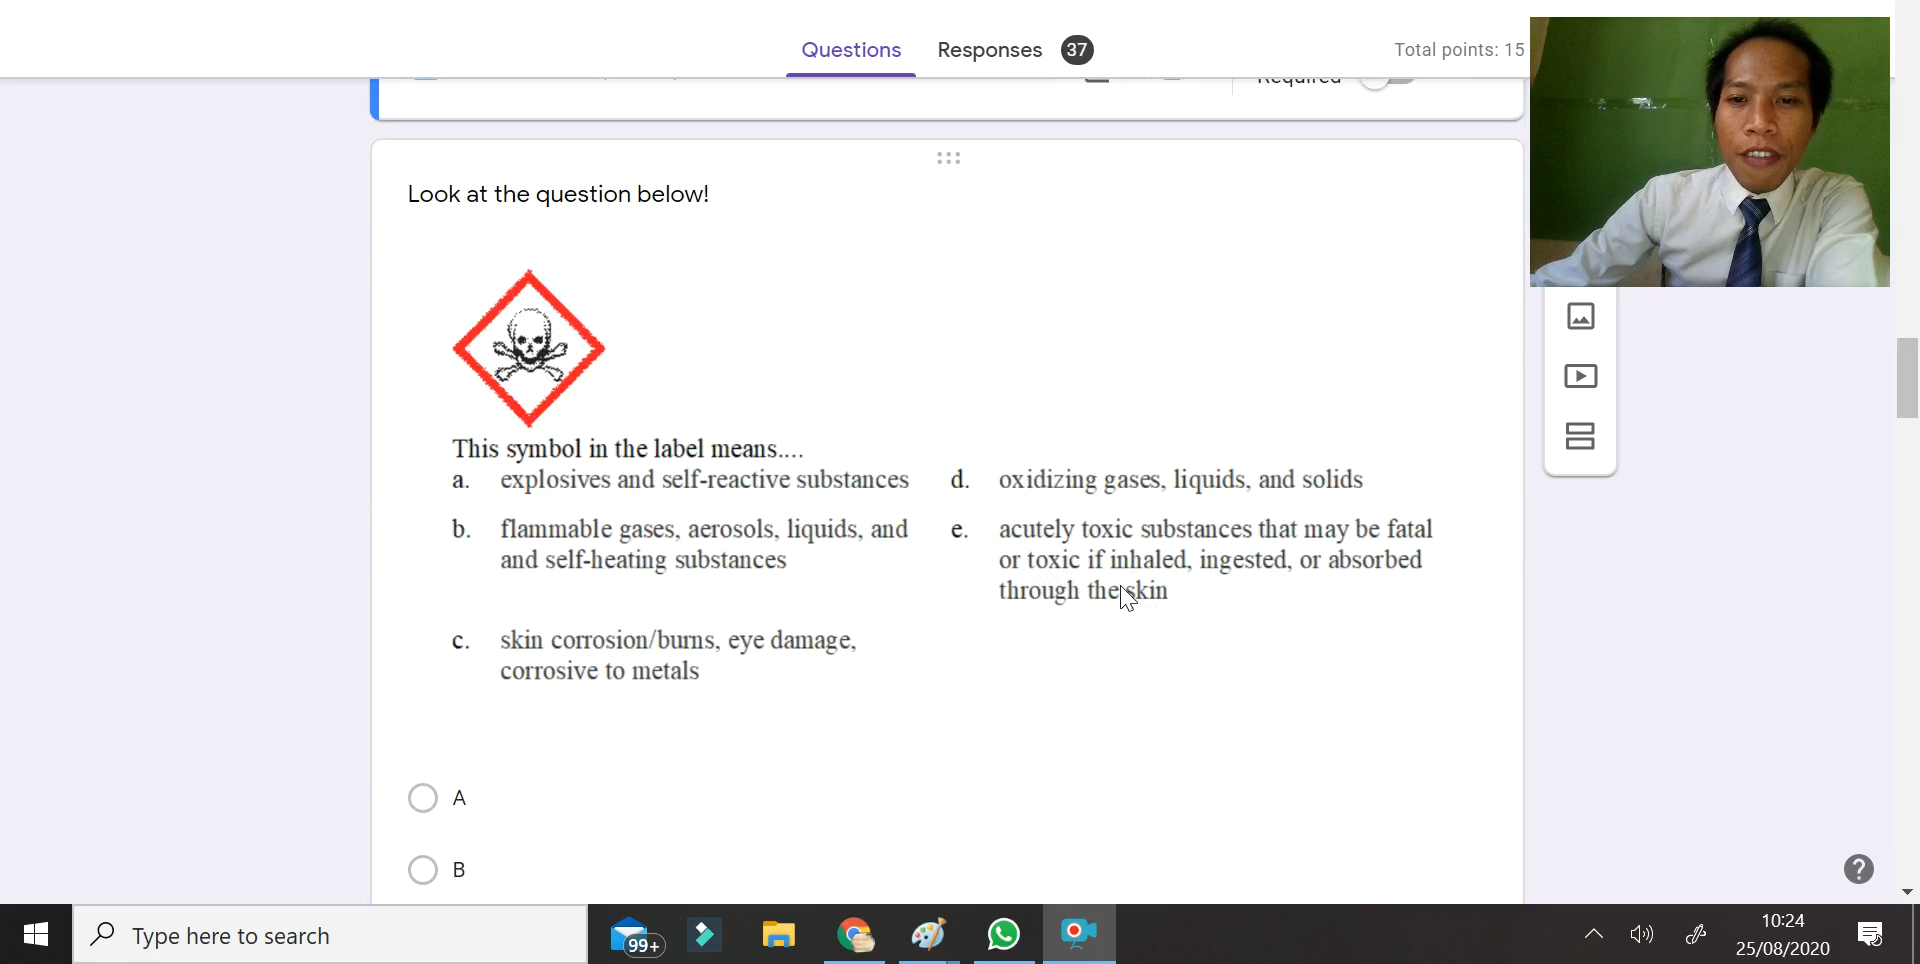 Questions Responses 37 Total points: 15
Required
Look at the question below!
This symbol in the label means....
a. explosives and self-reactive substances
b. flammable gases, aerosols, liquids, and
and self-heating substances
c. skin corrosion/burns, eye damage,
corrosive to metals
d. oxidizing gases, liquids, and solids
e. acutely toxic substances that may be fatal
or toxic if inhaled, ingested, or absorbed
through the skin
A
B
Type here to search
99+
10:24
25/08/2020